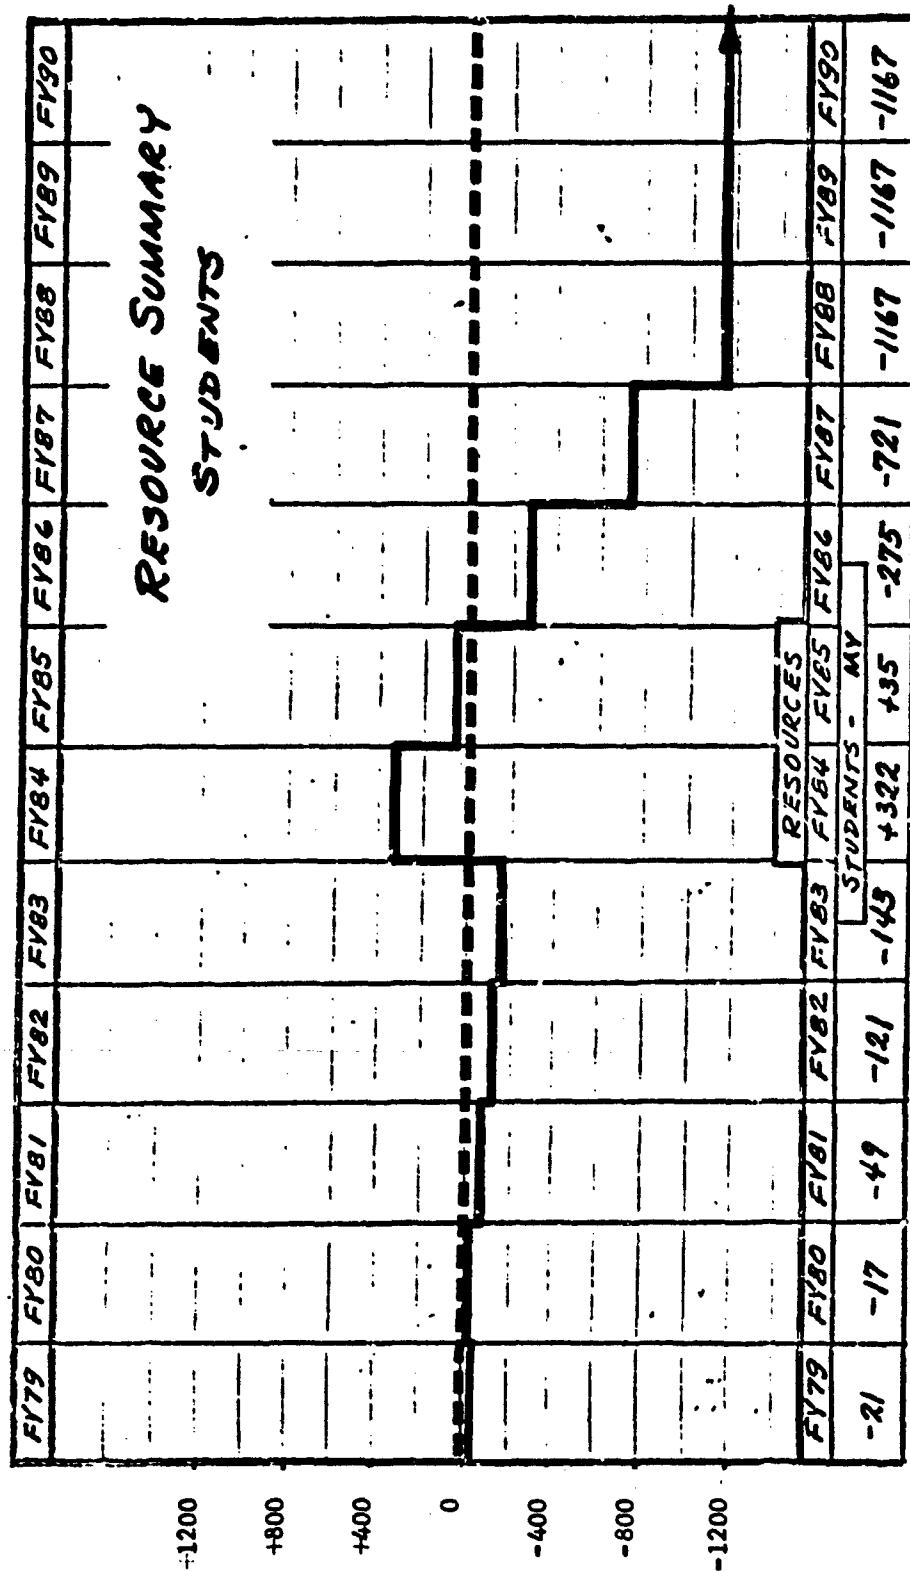 FY79 FY80 FY81 FY82 FY83 FY84 FY85 FY86 FY87 FY88 FY89 FY90
RESOURCE SUMMARY
STUDENTS
+1200
+800
+400
0
-400
-800
-1200
RESOURCES
FY79 FY80 FY81 FY82 FY83 FY84 FY85 FY86 FY87 FY88 FY89 FY90
STUDENTS - MY
-21 -17 -49 -121 -143 +322 +35 -275 -721 -1167 -1167 -1167